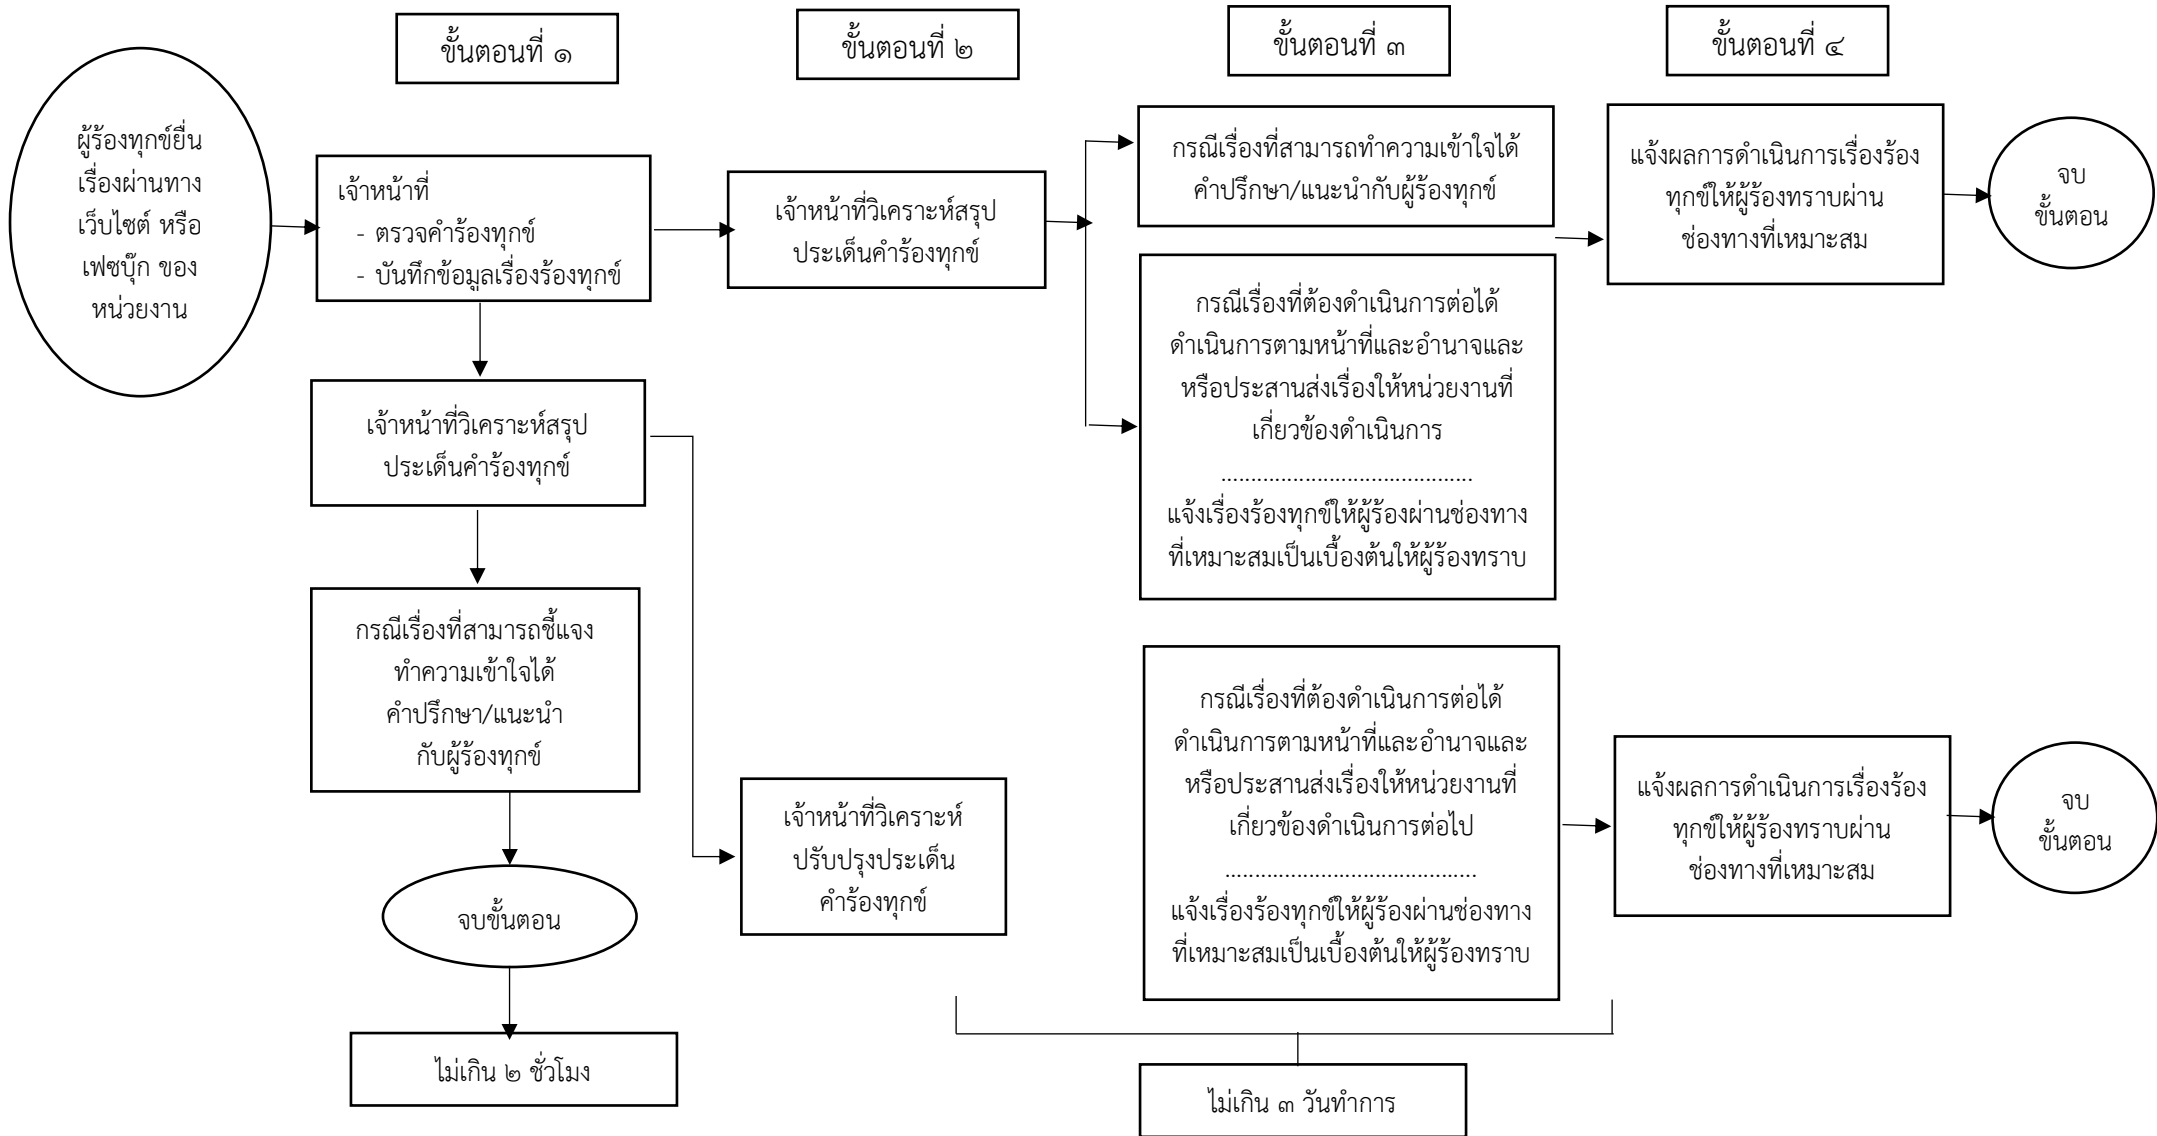 ขั้นตอนที่ ๑
ขั้นตอนที่ ๒
ขั้นตอนที่ ๓
ขั้นตอนที่ ๔
ผู้ร้องทุกข์ยื่น
เรื่องผ่านทาง
เว็บไซต์ หรือ
เฟซบุ๊ก ของ
หน่วยงาน
เจ้าหน้าที่
- ตรวจคำร้องทุกข์
- บันทึกข้อมูลเรื่องร้องทุกข์
เจ้าหน้าที่วิเคราะห์สรุป
ประเด็นคำร้องทุกข์
กรณีเรื่องที่สามารถทำความเข้าใจได้
คำปรึกษา/แนะนำกับผู้ร้องทุกข์
แจ้งผลการดำเนินการเรื่องร้อง
ทุกข์ให้ผู้ร้องทราบผ่าน
ช่องทางที่เหมาะสม
จบ
ขั้นตอน
กรณีเรื่องที่ต้องดำเนินการต่อได้
ดำเนินการตามหน้าที่และอำนาจและ
หรือประสานส่งเรื่องให้หน่วยงานที่
เกี่ยวข้องดำเนินการ
..........................................
แจ้งเรื่องร้องทุกข์ให้ผู้ร้องผ่านช่องทาง
ที่เหมาะสมเป็นเบื้องต้นให้ผู้ร้องทราบ
เจ้าหน้าที่วิเคราะห์สรุป
ประเด็นคำร้องทุกข์
กรณีเรื่องที่สามารถชี้แจง
ทำความเข้าใจได้
คำปรึกษา/แนะนำ
กับผู้ร้องทุกข์
จบขั้นตอน
ไม่เกิน ๒ ชั่วโมง
เจ้าหน้าที่วิเคราะห์
ปรับปรุงประเด็น
คำร้องทุกข์
กรณีเรื่องที่ต้องดำเนินการต่อได้
ดำเนินการตามหน้าที่และอำนาจและ
หรือประสานส่งเรื่องให้หน่วยงานที่
เกี่ยวข้องดำเนินการต่อไป
..........................................
แจ้งเรื่องร้องทุกข์ให้ผู้ร้องผ่านช่องทาง
ที่เหมาะสมเป็นเบื้องต้นให้ผู้ร้องทราบ
แจ้งผลการดำเนินการเรื่องร้อง
ทุกข์ให้ผู้ร้องทราบผ่าน
ช่องทางที่เหมาะสม
จบ
ขั้นตอน
ไม่เกิน ๓ วันทำการ